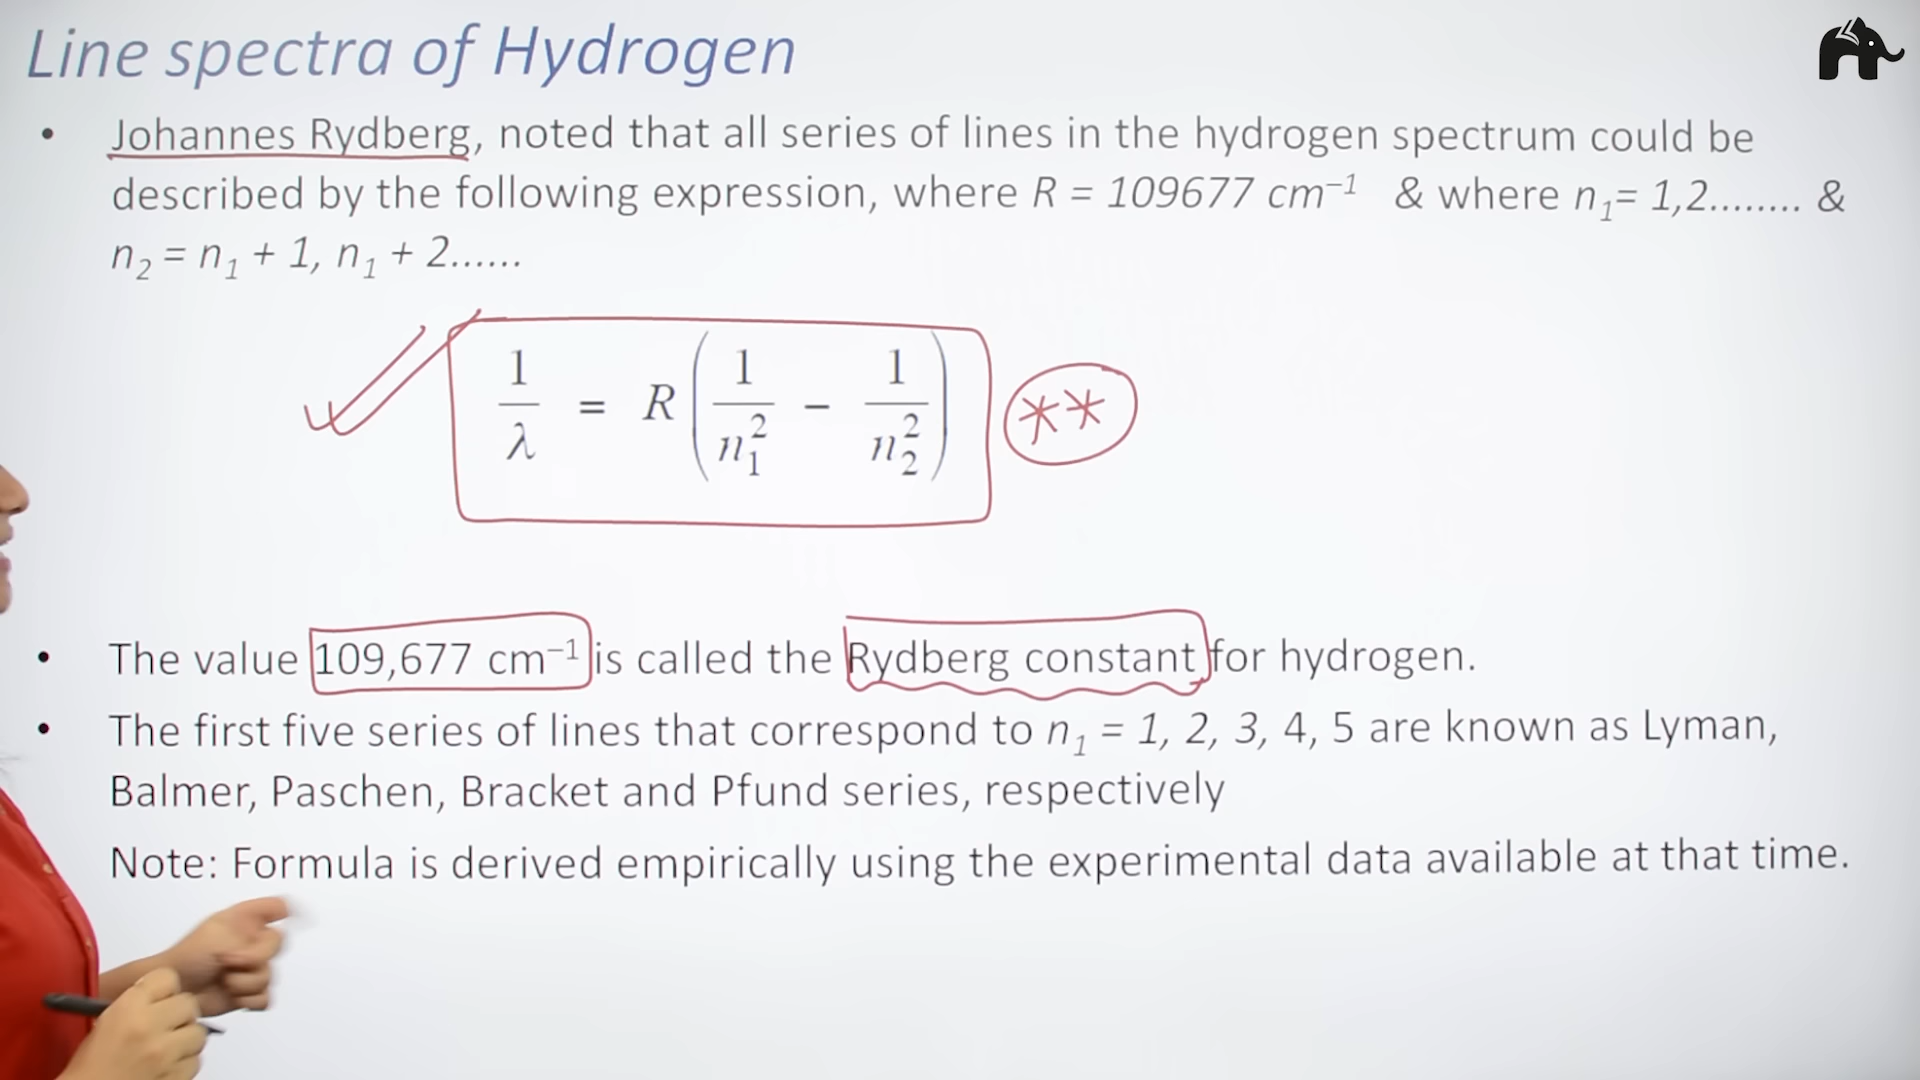 Line spectra of Hydrogen
• Johannes Rydberg, noted that all series of lines in the hydrogen spectrum could be
described by the following expression, where R = 109677 cm⁻¹ & where n₁= 1,2........ &
n₂ = n₁ + 1, n₁ + 2......
1/λ = R(1/n₁² − 1/n₂²) **
• The value 109,677 cm⁻¹ is called the Rydberg constant for hydrogen.
• The first five series of lines that correspond to n₁ = 1, 2, 3, 4, 5 are known as Lyman,
Balmer, Paschen, Bracket and Pfund series, respectively
Note: Formula is derived empirically using the experimental data available at that time.